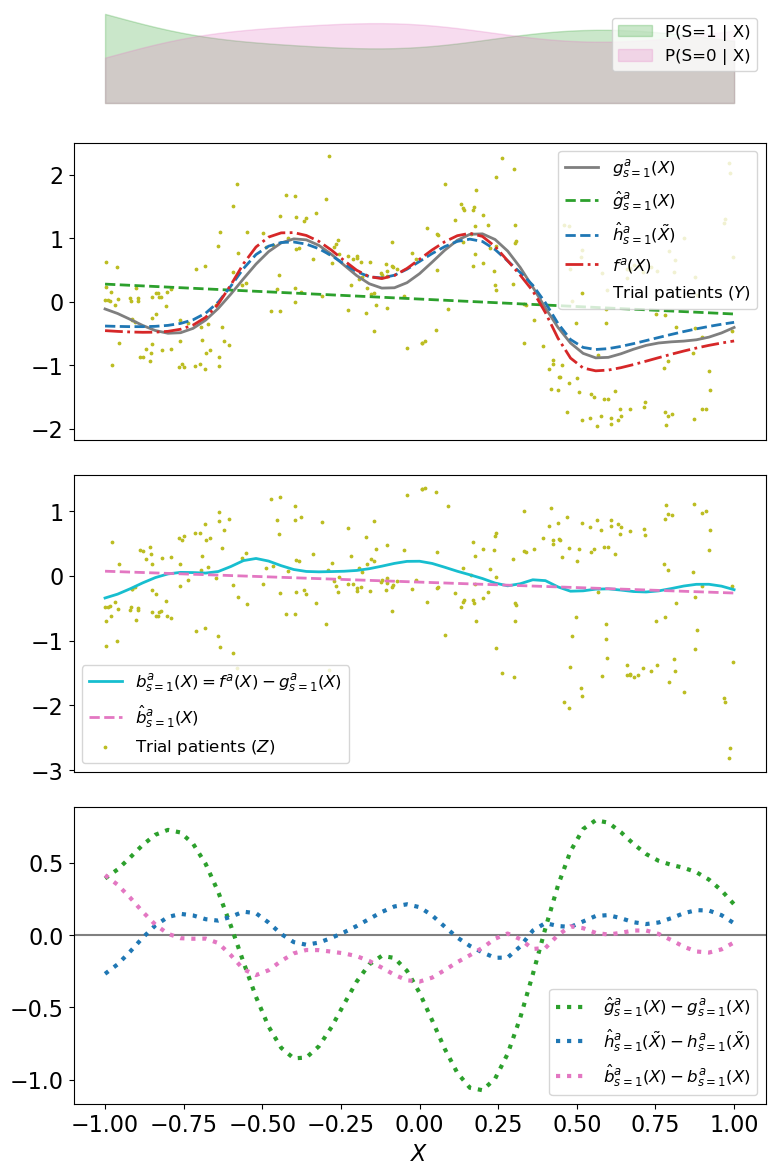 P(S=1 | X)
P(S=0 | X)
2
1
0
−1
−2
g^a_{s=1}(X)
ĝ^a_{s=1}(X)
ĥ^a_{s=1}(X̃)
f^a(X)
Trial patients (Y)
1
0
−1
−2
−3
b^a_{s=1}(X) = f^a(X) − g^a_{s=1}(X)
b̂^a_{s=1}(X)
Trial patients (Z)
0.5
0.0
−0.5
−1.0
ĝ^a_{s=1}(X) − g^a_{s=1}(X)
ĥ^a_{s=1}(X̃) − h^a_{s=1}(X̃)
b̂^a_{s=1}(X) − b^a_{s=1}(X)
−1.00 −0.75 −0.50 −0.25 0.00 0.25 0.50 0.75 1.00
X